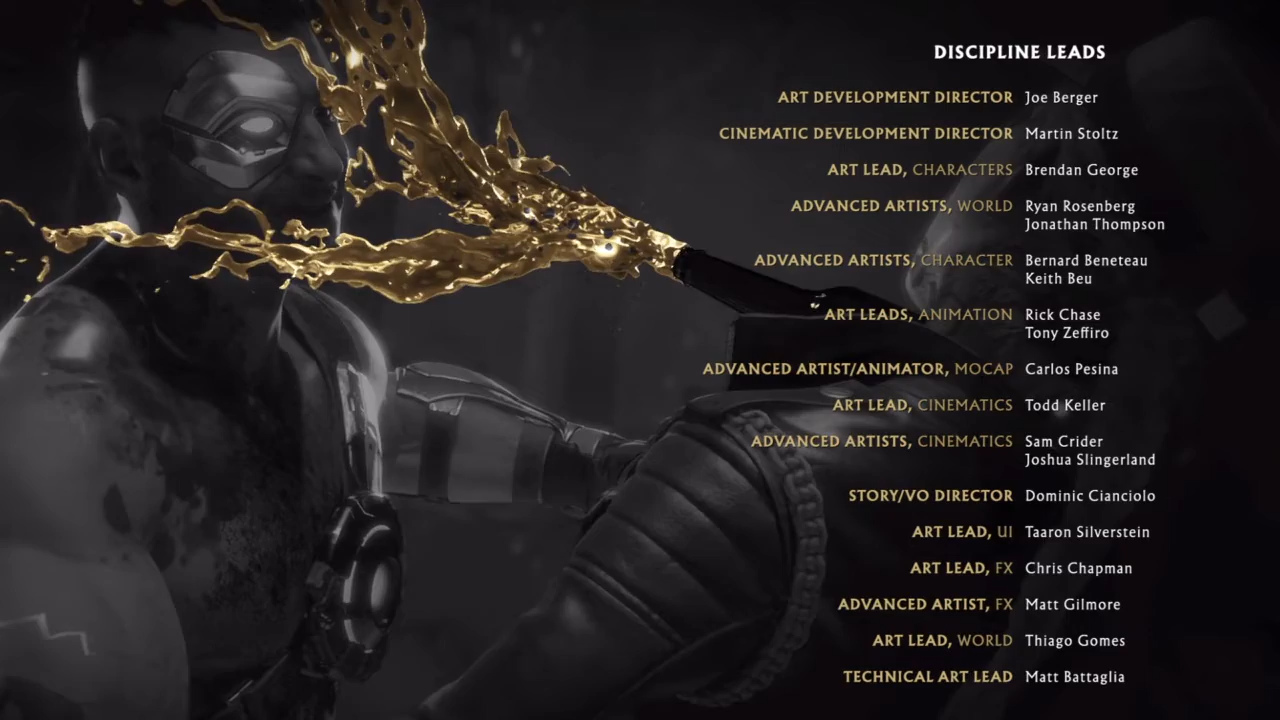 DISCIPLINE LEADS
ART DEVELOPMENT DIRECTOR Joe Berger
CINEMATIC DEVELOPMENT DIRECTOR Martin Stoltz
ART LEAD, CHARACTERS Brendan George
ADVANCED ARTISTS, WORLD Ryan Rosenberg
Jonathan Thompson
ADVANCED ARTISTS, CHARACTER Bernard Beneteau
Keith Beu
ART LEADS, ANIMATION Rick Chase
Tony Zeffiro
ADVANCED ARTIST/ANIMATOR, MOCAP Carlos Pesina
ART LEAD, CINEMATICS Todd Keller
ADVANCED ARTISTS, CINEMATICS Sam Crider
Joshua Slingerland
STORY/VO DIRECTOR Dominic Cianciolo
ART LEAD, UI Taaron Silverstein
ART LEAD, FX Chris Chapman
ADVANCED ARTIST, FX Matt Gilmore
ART LEAD, WORLD Thiago Gomes
TECHNICAL ART LEAD Matt Battaglia